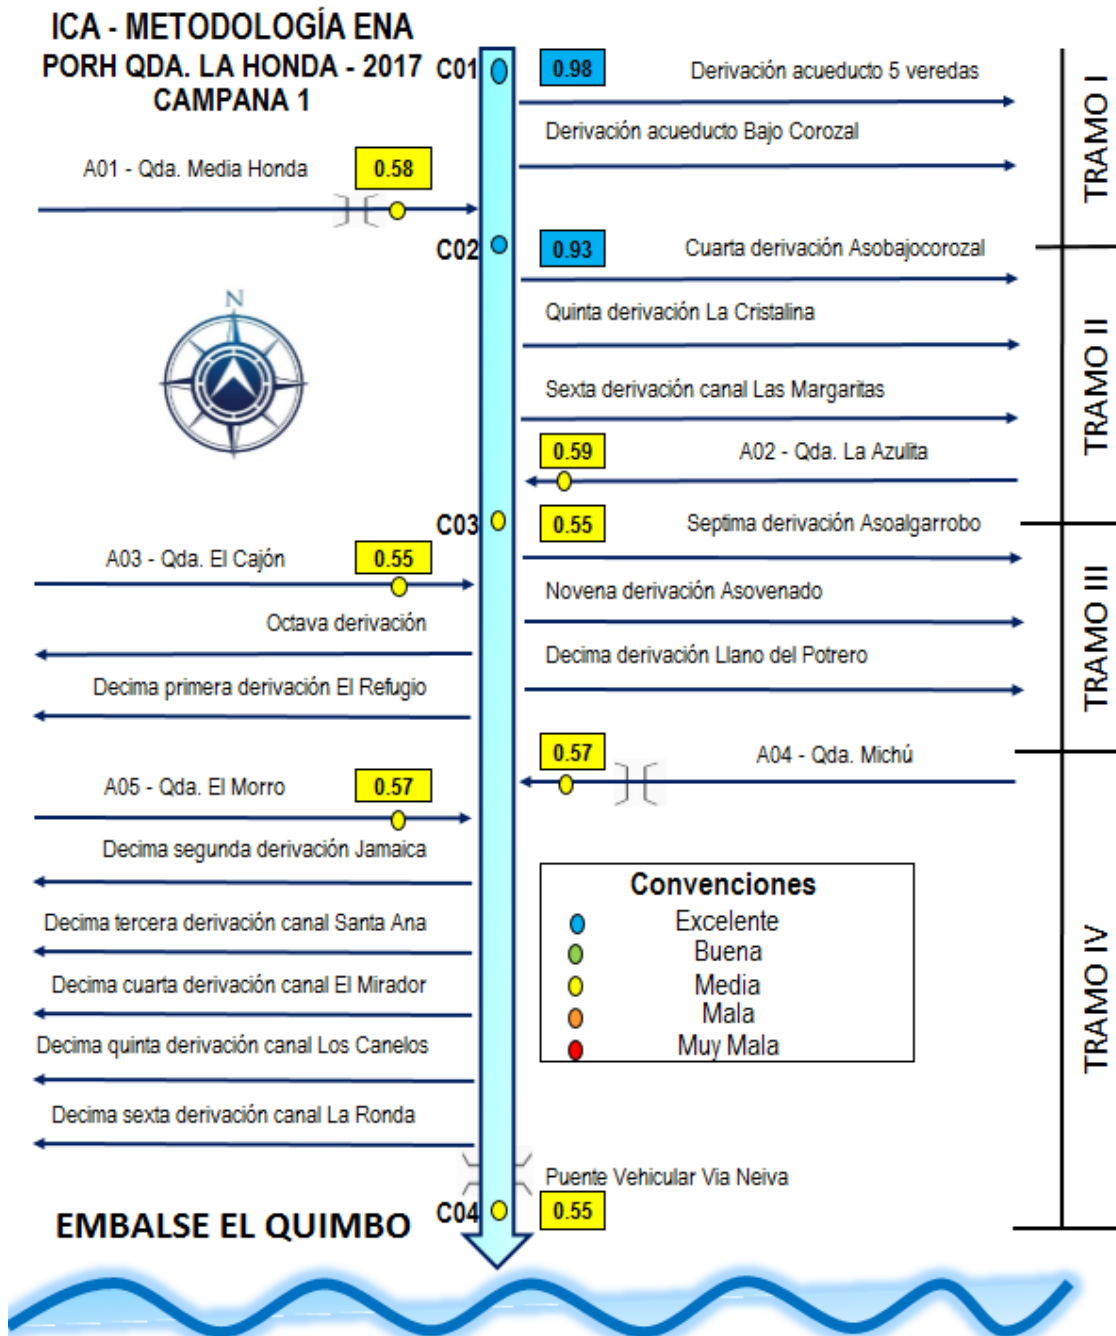 ICA - METODOLOGÍA ENA
PORH QDA. LA HONDA - 2017
CAMPANA 1
C01
0.98
Derivación acueducto 5 veredas
Derivación acueducto Bajo Corozal
TRAMO I
A01 - Qda. Media Honda
0.58
C02
0.93
Cuarta derivación Asobajocorozal
N
Quinta derivación La Cristalina
TRAMO II
Sexta derivación canal Las Margaritas
0.59
A02 - Qda. La Azulita
C03
0.55
Septima derivación Asoalgarrobo
A03 - Qda. El Cajón
0.55
Novena derivación Asovenado
TRAMO III
Octava derivación
Decima derivación Llano del Potrero
Decima primera derivación El Refugio
0.57
A04 - Qda. Michú
A05 - Qda. El Morro
0.57
Decima segunda derivación Jamaica
Decima tercera derivación canal Santa Ana
Decima cuarta derivación canal El Mirador
Decima quinta derivación canal Los Canelos
Decima sexta derivación canal La Ronda
Convenciones
Excelente
Buena
Media
Mala
Muy Mala
TRAMO IV
Puente Vehicular Via Neiva
C04
0.55
EMBALSE EL QUIMBO